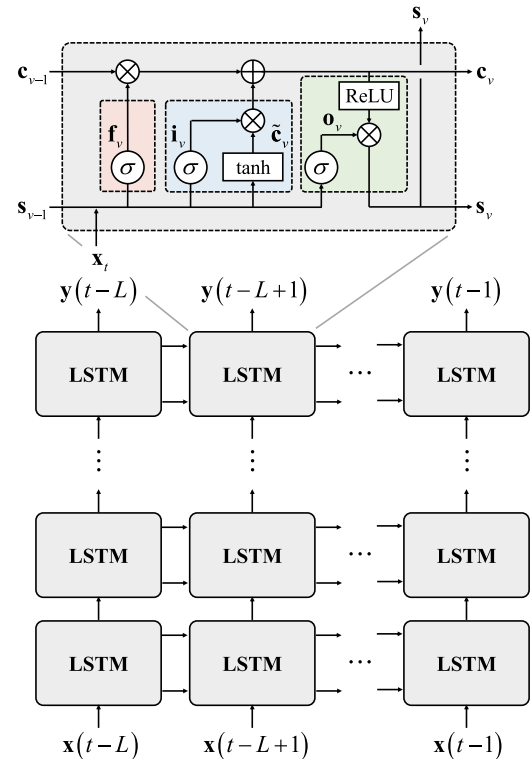 s_v
c_{v-1} c_v
ReLU
f_v i_v c̃_v o_v
σ σ tanh σ
s_{v-1} s_v
x_t
y(t−L) y(t−L+1) y(t−1)
LSTM LSTM ⋯ LSTM
⋮ ⋮ ⋮
LSTM LSTM ⋯ LSTM
LSTM LSTM ⋯ LSTM
x(t−L) x(t−L+1) x(t−1)